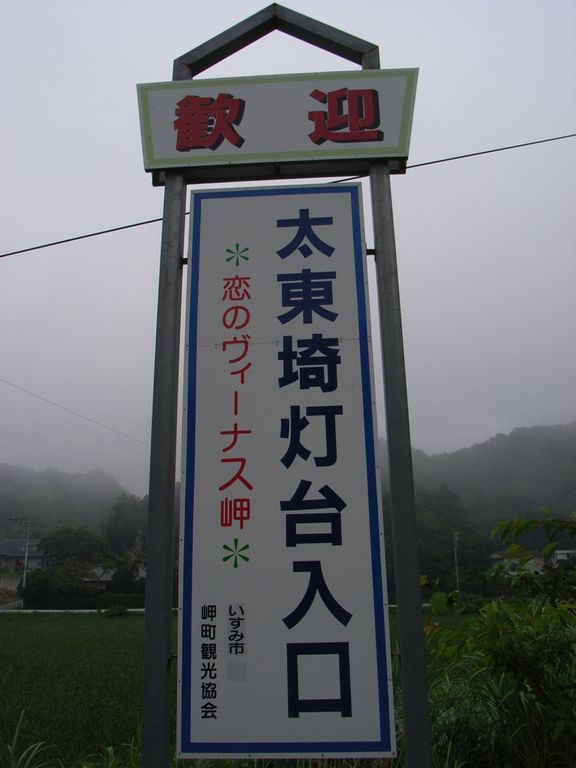 歓迎
太東埼灯台入口
＊恋のヴィーナス岬＊
いすみ市
岬町観光協会